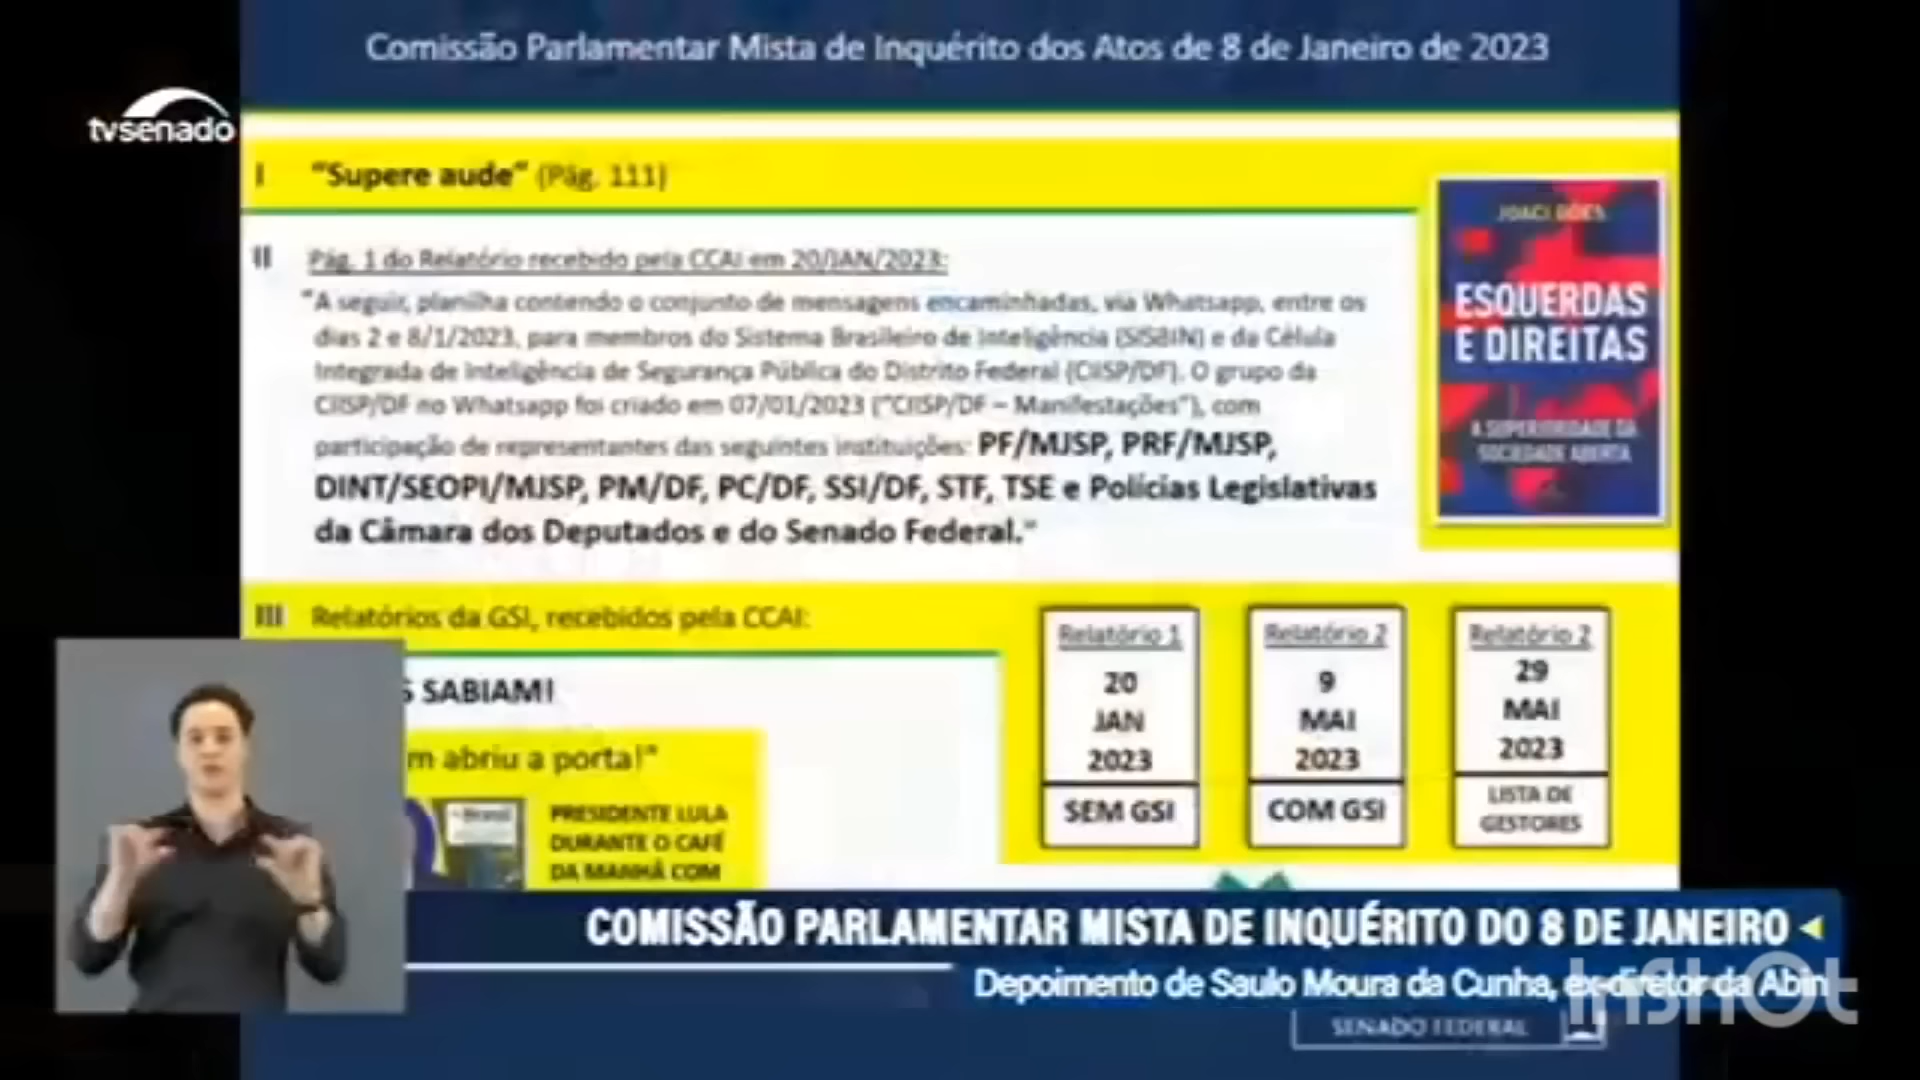 Comissão Parlamentar Mista de Inquérito dos Atos de 8 de Janeiro de 2023
tvsenado
I "Supere aude" (Pág. 111)
JOACI GÓES
ESQUERDAS
E DIREITAS
A SUPERIORIDADE DA
SOCIEDADE ABERTA
II Pág. 1 do Relatório recebido pela CCAI em 20/JAN/2023:
"A seguir, planilha contendo o conjunto de mensagens encaminhadas, via Whatsapp, entre os
dias 2 e 8/1/2023, para membros do Sistema Brasileiro de Inteligência (SISBIN) e da Célula
Integrada de Inteligência de Segurança Pública do Distrito Federal (CIISP/DF). O grupo da
CIISP/DF no Whatsapp foi criado em 07/01/2023 ("CIISP/DF – Manifestações"), com
participação de representantes das seguintes instituições: PF/MJSP, PRF/MJSP,
DINT/SEOPI/MJSP, PM/DF, PC/DF, SSI/DF, STF, TSE e Polícias Legislativas
da Câmara dos Deputados e do Senado Federal."
III Relatórios da GSI, recebidos pela CCAI:
S SABIAM!
m abriu a porta!"
PRESIDENTE LULA
DURANTE O CAFÉ
DA MANHÃ COM
Relatório 1
20
JAN
2023
SEM GSI
Relatório 2
9
MAI
2023
COM GSI
Relatório 2
29
MAI
2023
LISTA DE
GESTORES
COMISSÃO PARLAMENTAR MISTA DE INQUÉRITO DO 8 DE JANEIRO
Depoimento de Saulo Moura da Cunha, ex-diretor da Abin
InShOt
SENADO FEDERAL